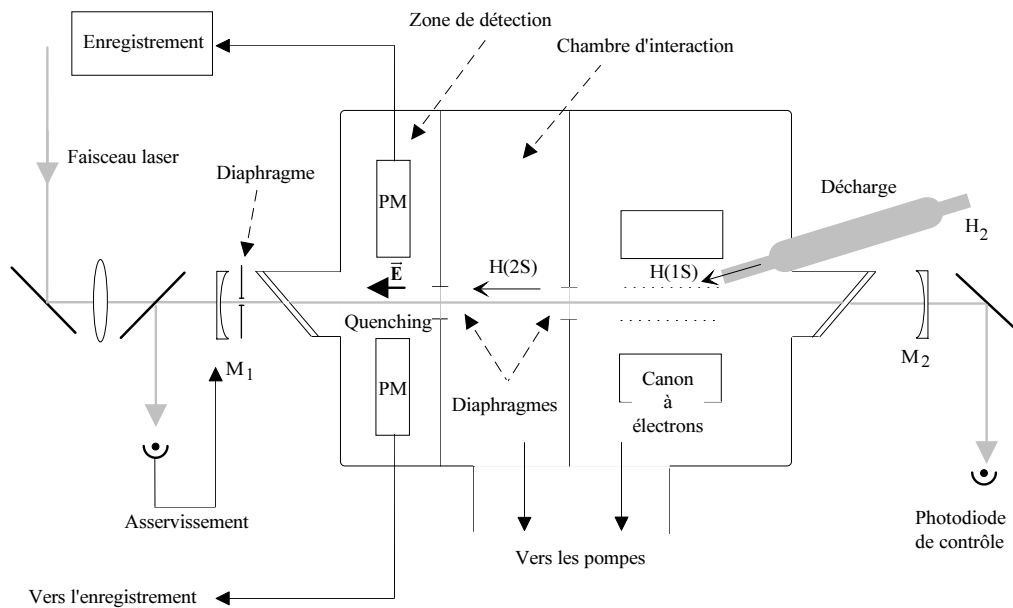 Zone de détection
Enregistrement
Chambre d'interaction
Faisceau laser
Diaphragme
PM
Décharge
H2
E
H(2S)
H(1S)
Quenching
M1
M2
PM
Canon
à
électrons
Diaphragmes
Asservissement
Photodiode
de contrôle
Vers les pompes
Vers l'enregistrement